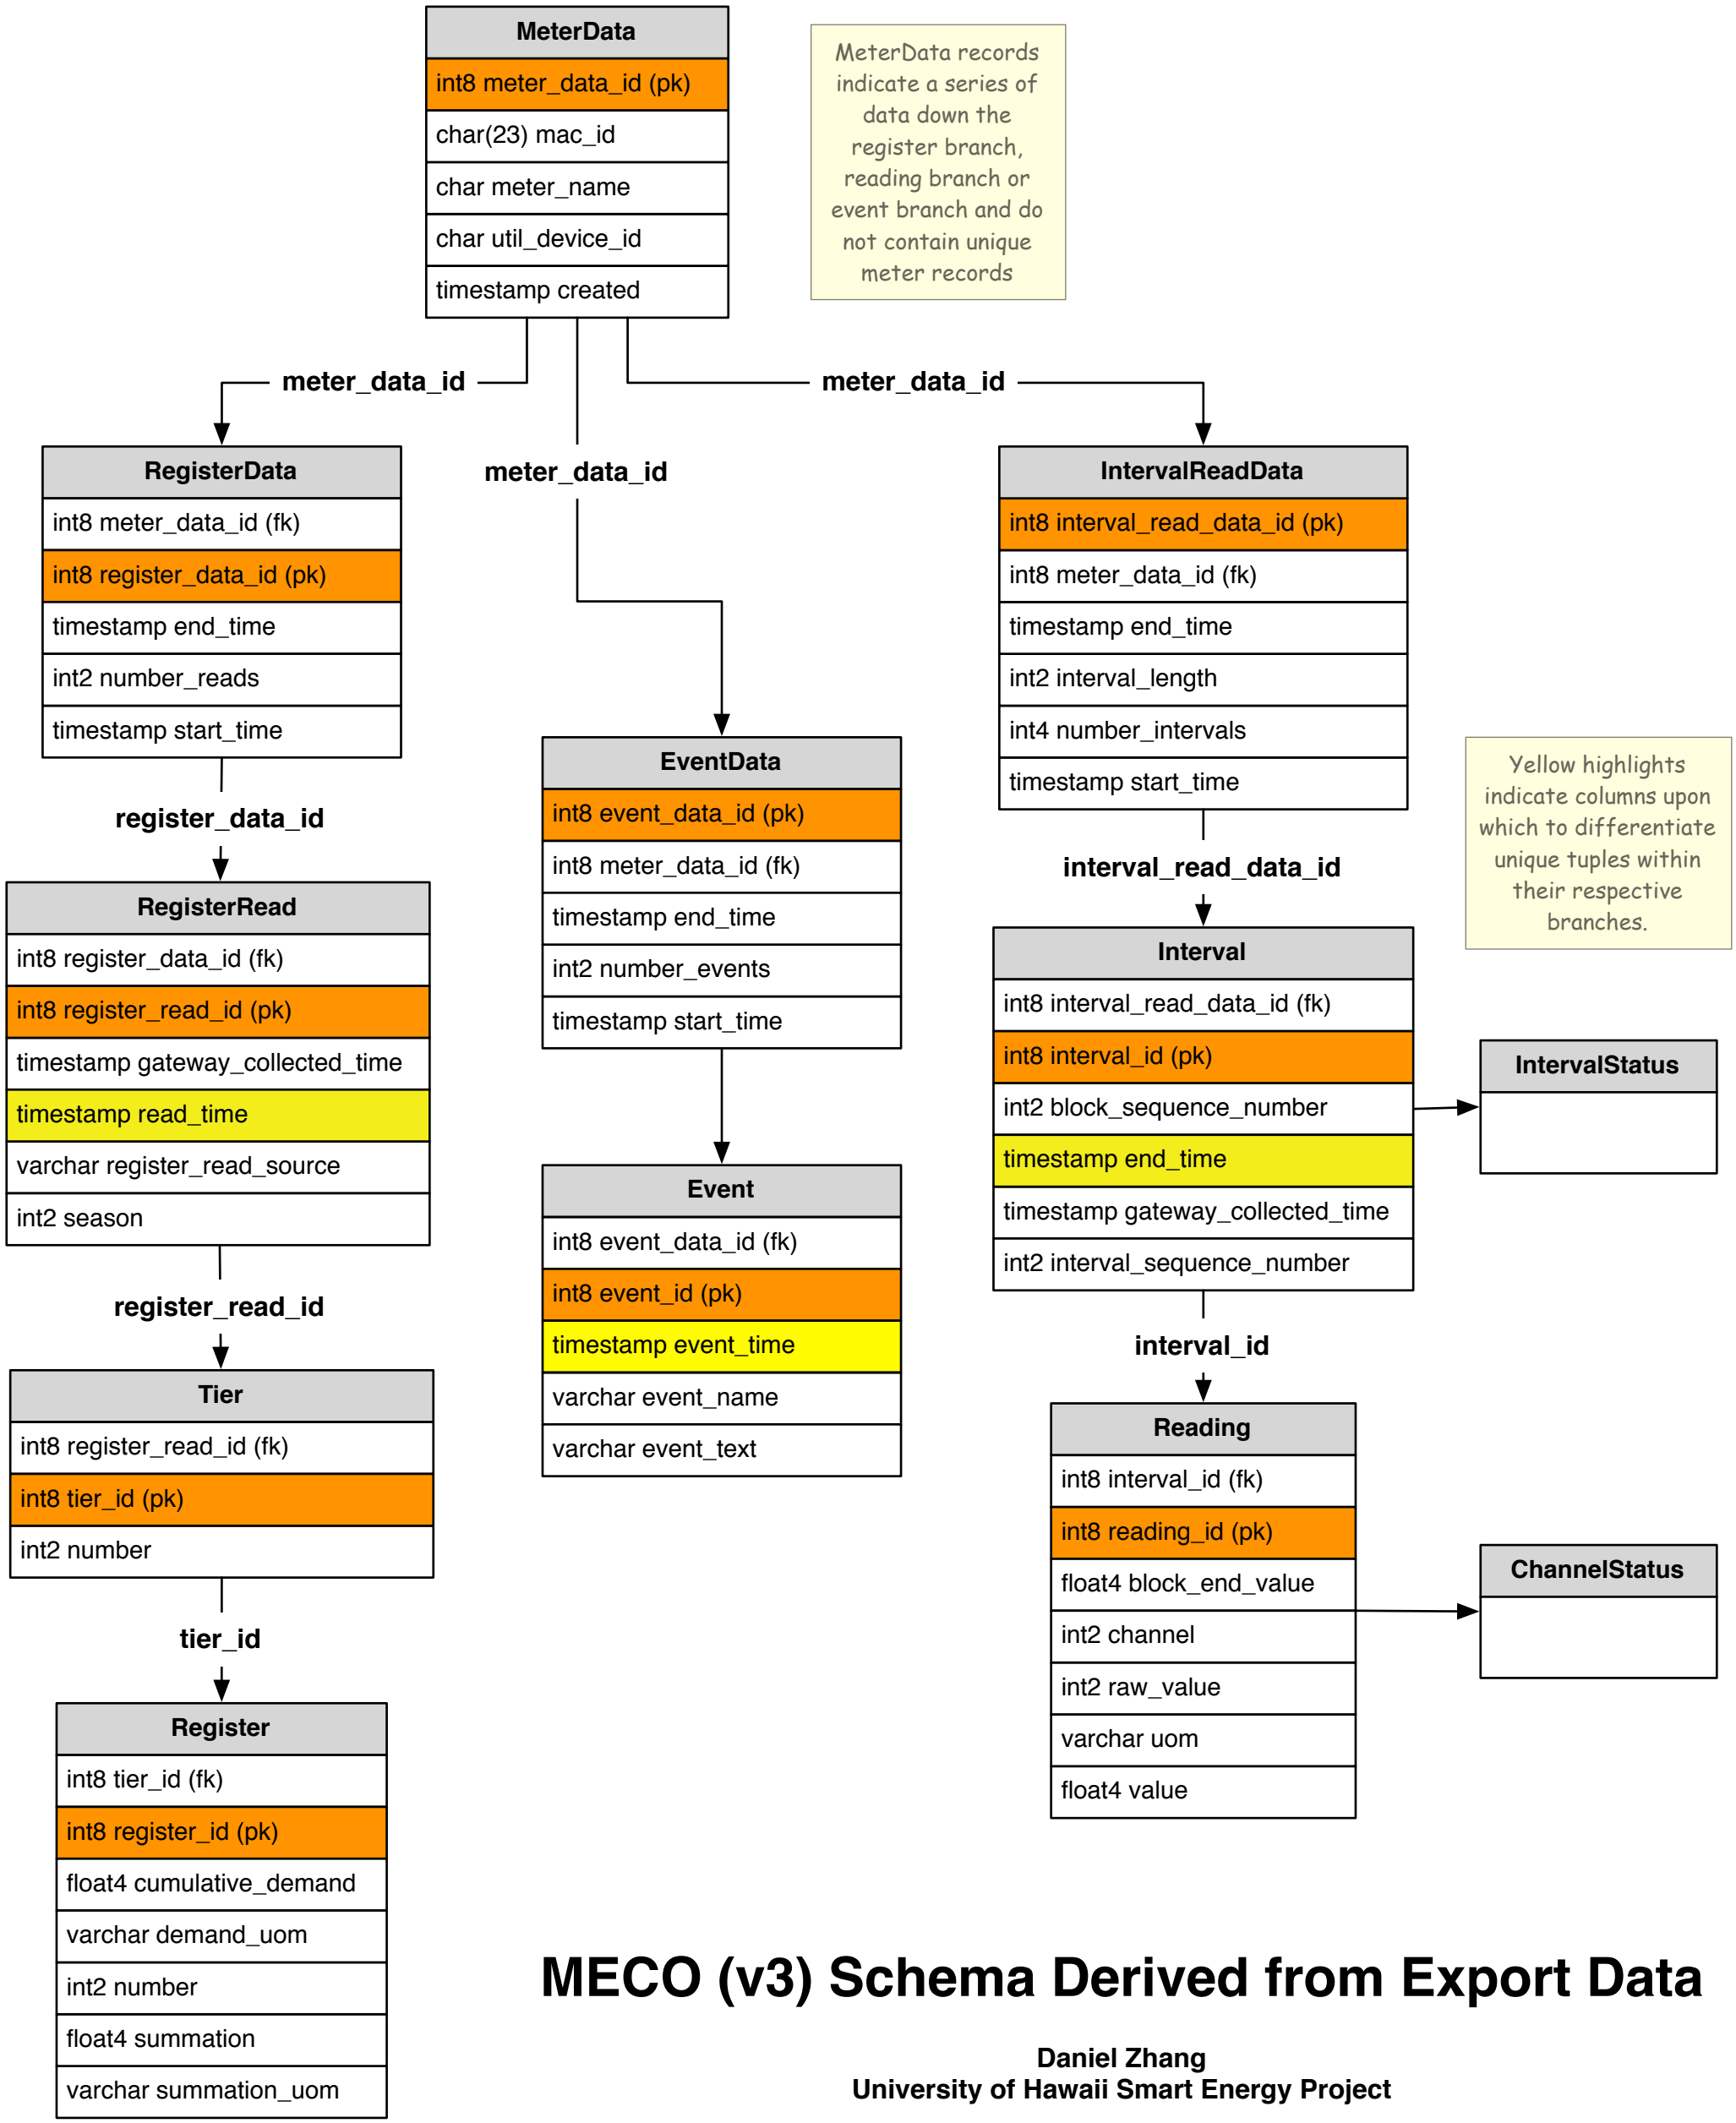 MeterData
int8 meter_data_id (pk)
char(23) mac_id
char meter_name
char util_device_id
timestamp created
MeterData records
indicate a series of
data down the
register branch,
reading branch or
event branch and do
not contain unique
meter records
meter_data_id
meter_data_id
meter_data_id
RegisterData
int8 meter_data_id (fk)
int8 register_data_id (pk)
timestamp end_time
int2 number_reads
timestamp start_time
register_data_id
RegisterRead
int8 register_data_id (fk)
int8 register_read_id (pk)
timestamp gateway_collected_time
timestamp read_time
varchar register_read_source
int2 season
register_read_id
Tier
int8 register_read_id (fk)
int8 tier_id (pk)
int2 number
tier_id
Register
int8 tier_id (fk)
int8 register_id (pk)
float4 cumulative_demand
varchar demand_uom
int2 number
float4 summation
varchar summation_uom
EventData
int8 event_data_id (pk)
int8 meter_data_id (fk)
timestamp end_time
int2 number_events
timestamp start_time
Event
int8 event_data_id (fk)
int8 event_id (pk)
timestamp event_time
varchar event_name
varchar event_text
IntervalReadData
int8 interval_read_data_id (pk)
int8 meter_data_id (fk)
timestamp end_time
int2 interval_length
int4 number_intervals
timestamp start_time
interval_read_data_id
Interval
int8 interval_read_data_id (fk)
int8 interval_id (pk)
int2 block_sequence_number
timestamp end_time
timestamp gateway_collected_time
int2 interval_sequence_number
interval_id
Reading
int8 interval_id (fk)
int8 reading_id (pk)
float4 block_end_value
int2 channel
int2 raw_value
varchar uom
float4 value
Yellow highlights
indicate columns upon
which to differentiate
unique tuples within
their respective
branches.
IntervalStatus
ChannelStatus
MECO (v3) Schema Derived from Export Data
Daniel Zhang
University of Hawaii Smart Energy Project